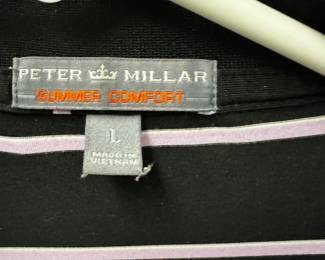 PETER MILLAR
SUMMER COMFORT
L
MADE IN
VIETNAM